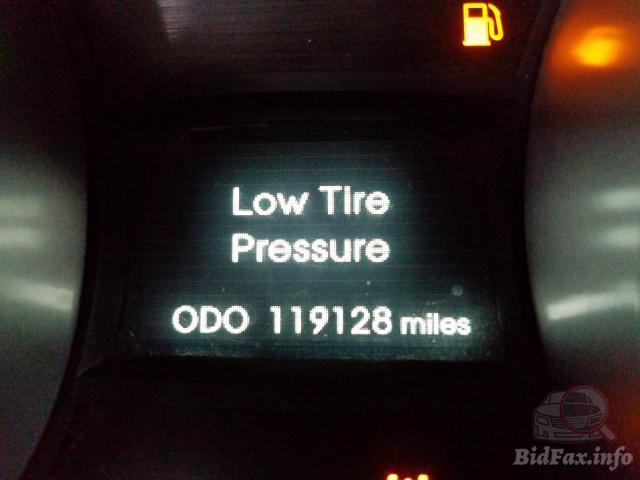 Low Tire
Pressure
ODO 119128 miles
BidFax.info